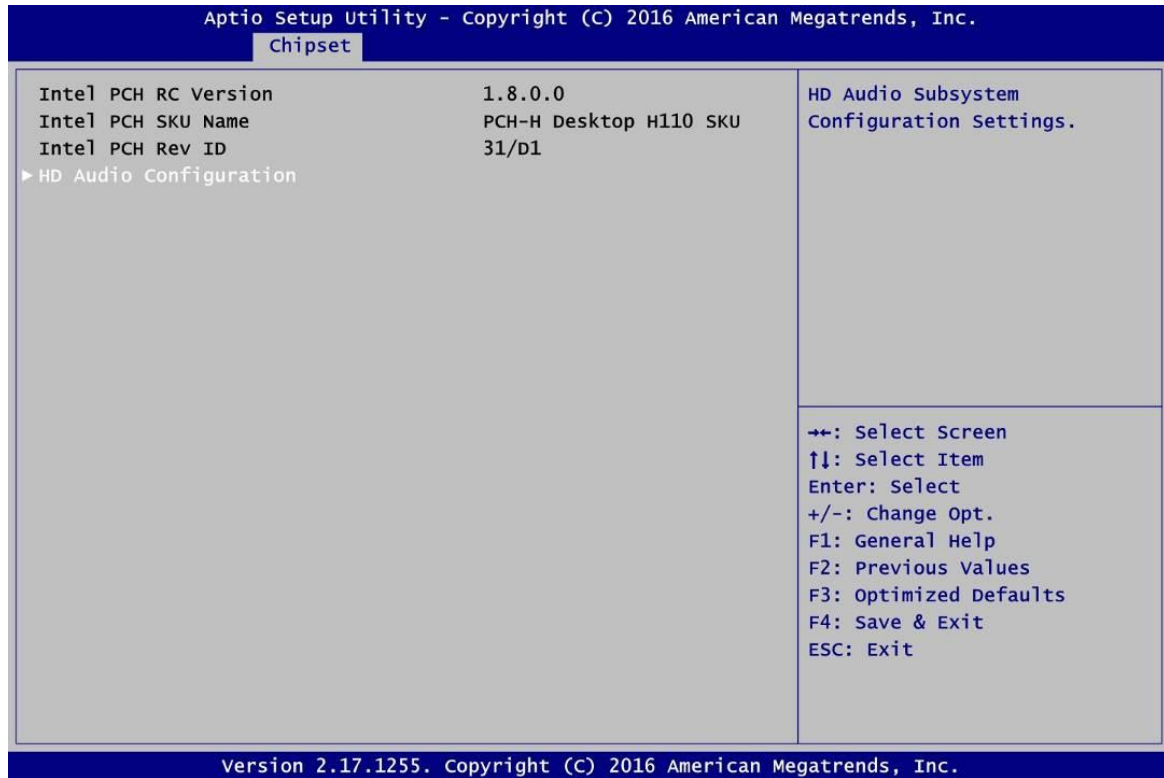 Aptio Setup Utility - Copyright (C) 2016 American Megatrends, Inc.
Chipset
Intel PCH RC Version 1.8.0.0
Intel PCH SKU Name PCH-H Desktop H110 SKU
Intel PCH Rev ID 31/D1
▶ HD Audio Configuration
HD Audio Subsystem
Configuration Settings.
→←: Select Screen
↑↓: Select Item
Enter: Select
+/-: Change Opt.
F1: General Help
F2: Previous Values
F3: Optimized Defaults
F4: Save & Exit
ESC: Exit
Version 2.17.1255. Copyright (C) 2016 American Megatrends, Inc.